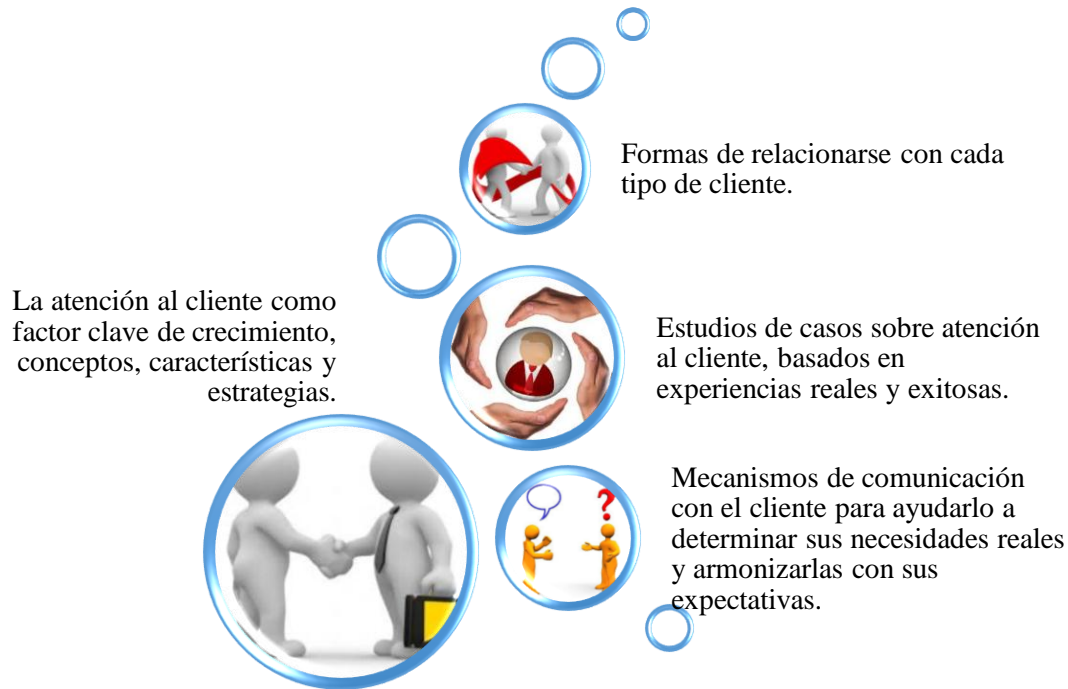 Formas de relacionarse con cada
tipo de cliente.
La atención al cliente como
factor clave de crecimiento,
conceptos, características y
estrategias.
Estudios de casos sobre atención
al cliente, basados en
experiencias reales y exitosas.
Mecanismos de comunicación
con el cliente para ayudarlo a
determinar sus necesidades reales
y armonizarlas con sus
expectativas.
?